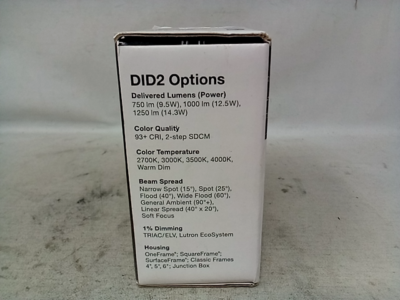 DID2 Options
Delivered Lumens (Power)
750 lm (9.5W), 1000 lm (12.5W),
1250 lm (14.3W)
Color Quality
93+ CRI, 2-step SDCM
Color Temperature
2700K, 3000K, 3500K, 4000K,
Warm Dim
Beam Spread
Narrow Spot (15°), Spot (25°),
Flood (40°), Wide Flood (60°),
General Ambient (90°+),
Linear Spread (40° x 20°),
Soft Focus
1% Dimming
TRIAC/ELV, Lutron EcoSystem
Housing
OneFrame™; SquareFrame™;
SurfaceFrame™; Classic Frames
4", 5", 6"; Junction Box